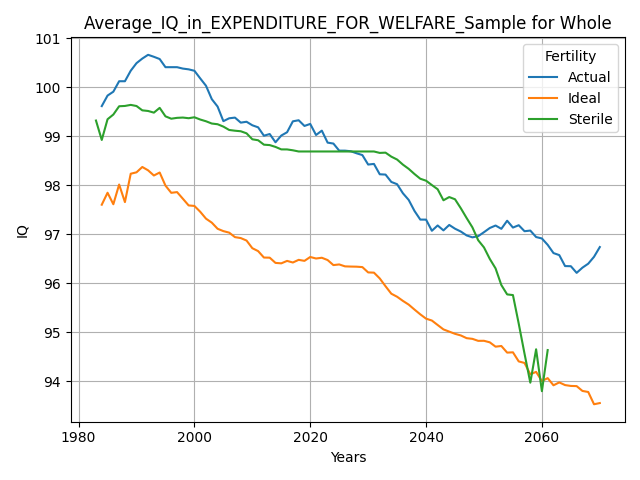 Average_IQ_in_EXPENDITURE_FOR_WELFARE_Sample for Whole
Fertility
Actual
Ideal
Sterile
IQ
101
100
99
98
97
96
95
94
1980
2000
2020
2040
2060
Years